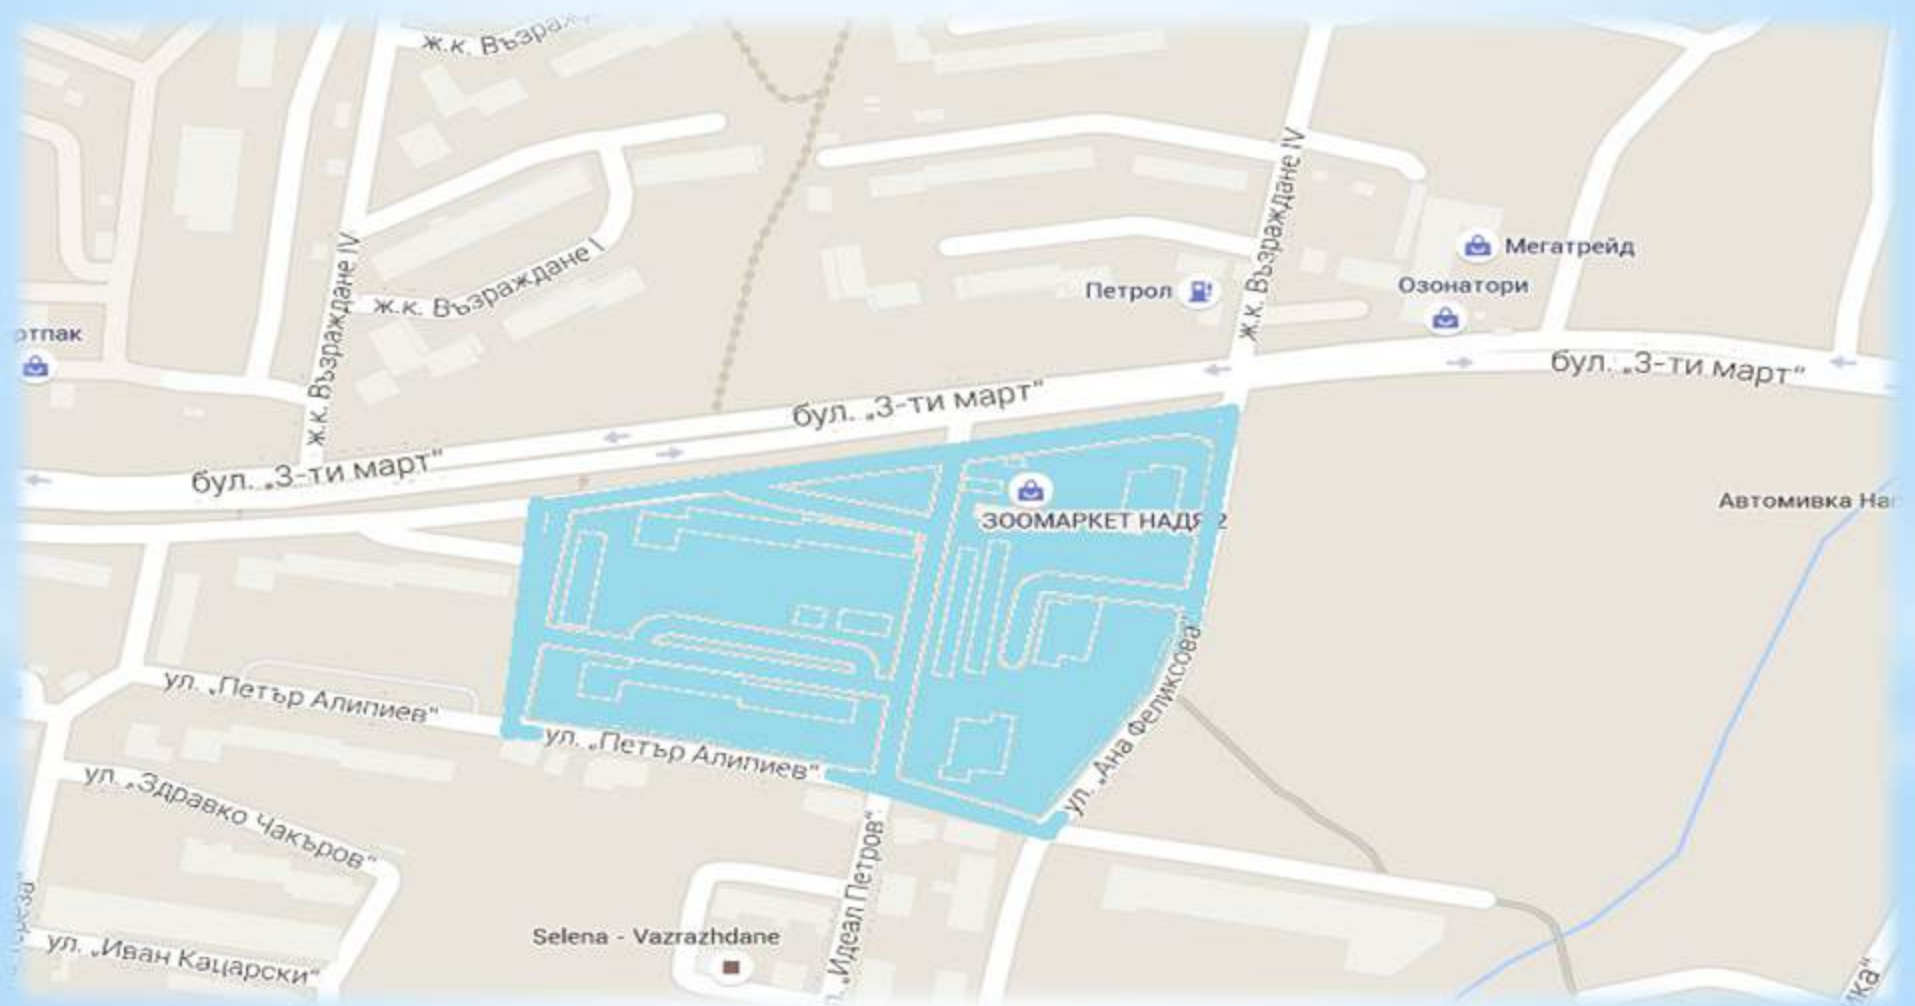 ж.к. Възраж
ж.к. Възраждане IV
ж.к. Възраждане IV
Мегатрейд
ж.к. Възраждане I
Петрол
Озонатори
ртпак
бул. „3-ти март“
бул. „3-ти март“
бул. „3-ти март“
Автомивка На
ЗООМАРКЕТ НАДЯ 2
ул. „Петър Алипиев“
ул. „Ана Феликсова“
ул. „Петър Алипиев“
ул. „Здравко Чакъров“
„Идеал Петров“
Selena - Vazrazhdane
ул. „Иван Кацарски“
ка“